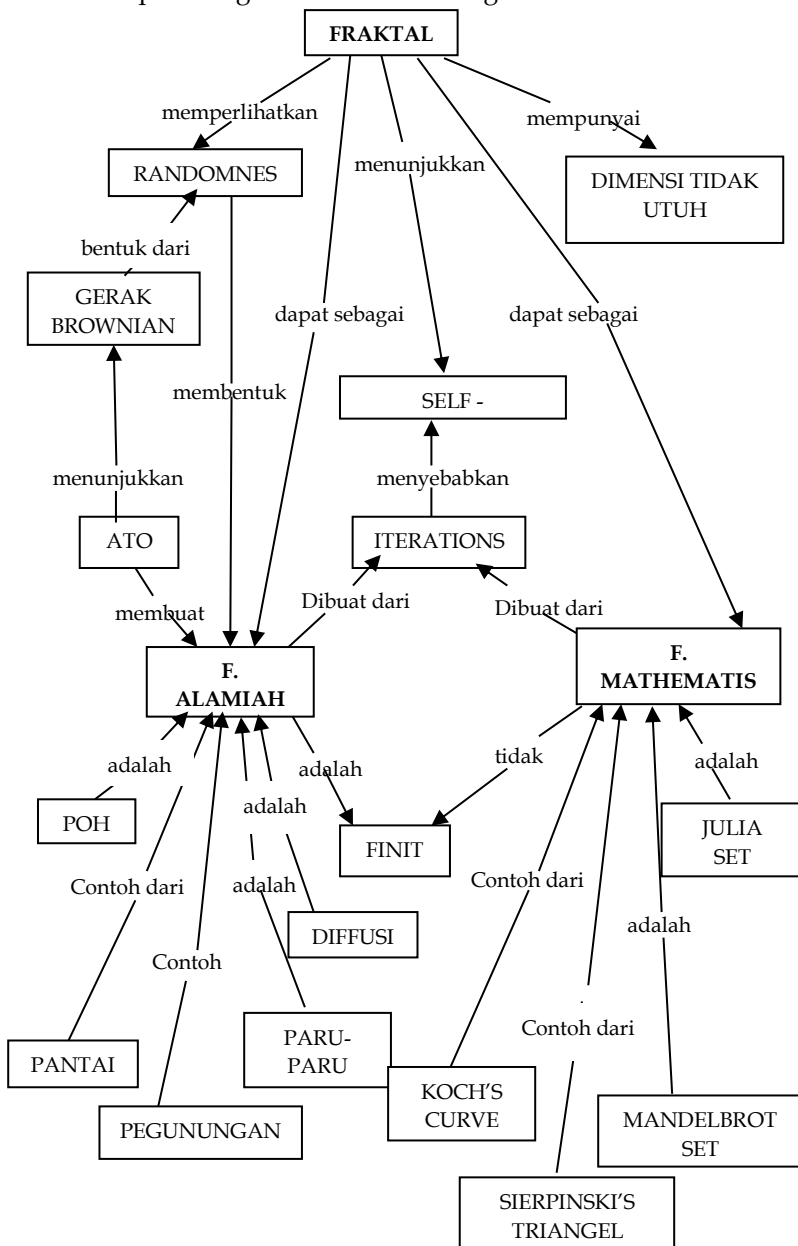 FRAKTAL
memperlihatkan
mempunyai
menunjukkan
RANDOMNES
DIMENSI TIDAK
UTUH
bentuk dari
GERAK
BROWNIAN
dapat sebagai
dapat sebagai
membentuk
SELF -
menunjukkan
menyebabkan
ATO
ITERATIONS
membuat
Dibuat dari
Dibuat dari
F.
ALAMIAH
F.
MATHEMATIS
adalah
adalah
tidak
adalah
POH
adalah
FINIT
JULIA
SET
Contoh dari
adalah
Contoh dari
adalah
DIFFUSI
Contoh
Contoh dari
PANTAI
PARU-
PARU
KOCH'S
CURVE
PEGUNUNGAN
MANDELBROT
SET
SIERPINSKI'S
TRIANGEL